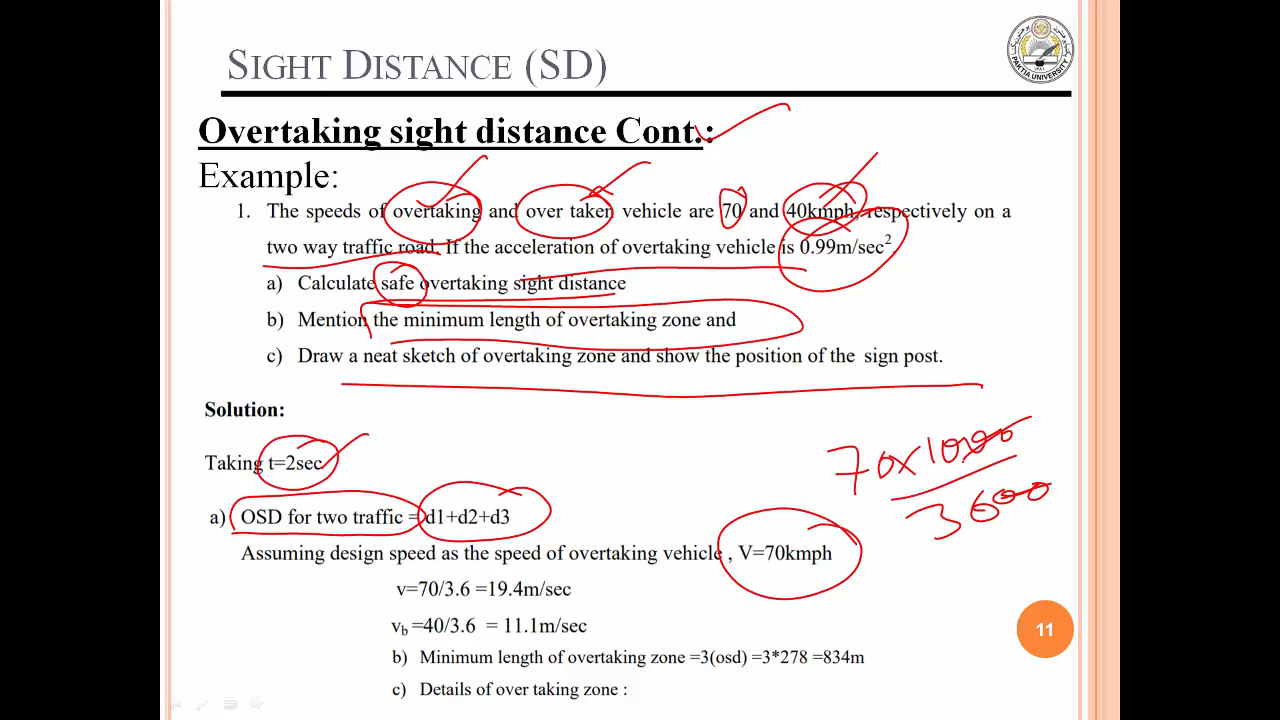 SIGHT DISTANCE (SD)
PAKTIA UNIVERSITY
Overtaking sight distance Cont.:
Example:
1. The speeds of overtaking and over taken vehicle are 70 and 40kmph, respectively on a
two way traffic road. If the acceleration of overtaking vehicle is 0.99m/sec².
a) Calculate safe overtaking sight distance
b) Mention the minimum length of overtaking zone and
c) Draw a neat sketch of overtaking zone and show the position of the sign post.
Solution:
Taking t=2sec
70x1000
3600
a) OSD for two traffic = d1+d2+d3
Assuming design speed as the speed of overtaking vehicle , V=70kmph
v=70/3.6 =19.4m/sec
vb =40/3.6 = 11.1m/sec
11
b) Minimum length of overtaking zone =3(osd) =3*278 =834m
c) Details of over taking zone :